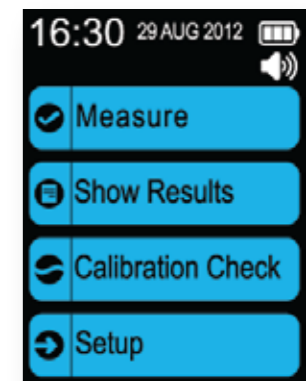 16:30 29 AUG 2012
Measure
Show Results
Calibration Check
Setup